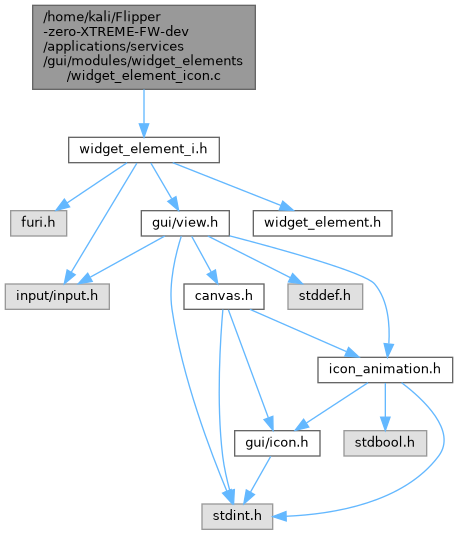 /home/kali/Flipper
-zero-XTREME-FW-dev
/applications/services
/gui/modules/widget_elements
/widget_element_icon.c
widget_element_i.h
furi.h
gui/view.h
widget_element.h
input/input.h
canvas.h
stddef.h
icon_animation.h
gui/icon.h
stdbool.h
stdint.h